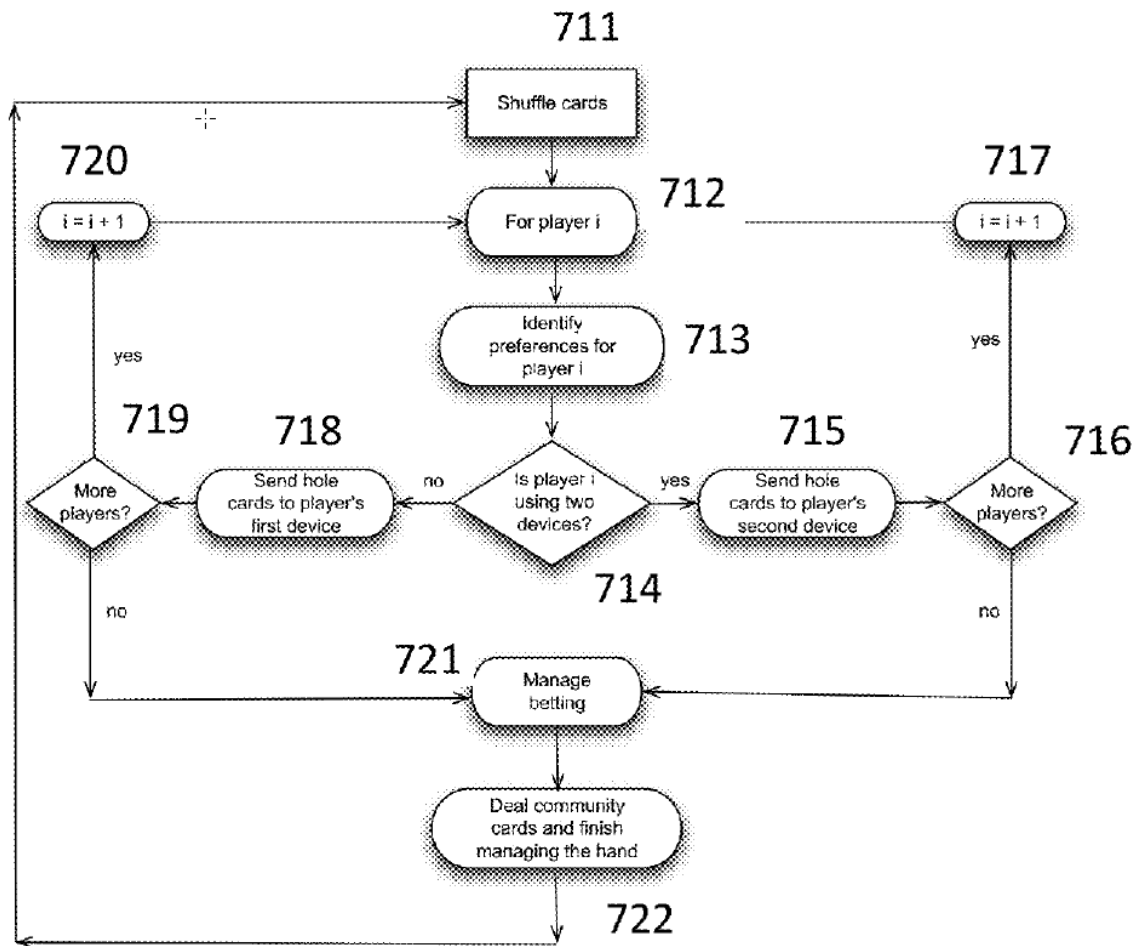 711
Shuffle cards
720
717
712
i = i + 1
For player i
i = i + 1
Identify
preferences for
player i
713
yes
yes
719
718
715
716
More
players?
Send hole
cards to player's
first device
no
Is player i
using two
devices?
yes
Send hole
cards to player's
second device
More
players?
714
no
no
721
Manage
betting
Deal community
cards and finish
managing the hand
722